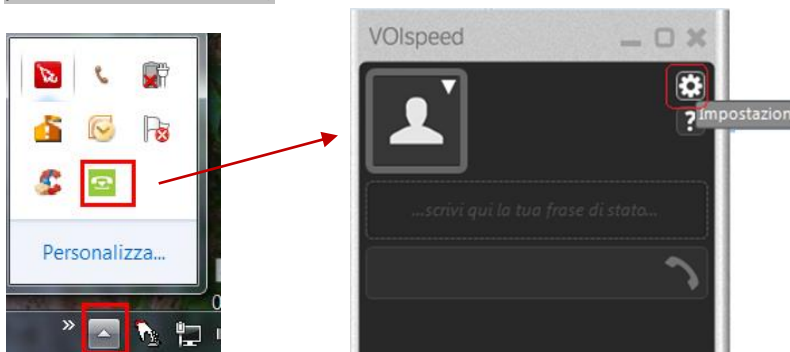 VOIspeed
Impostazion
...scrivi qui la tua frase di stato...
Personalizza...